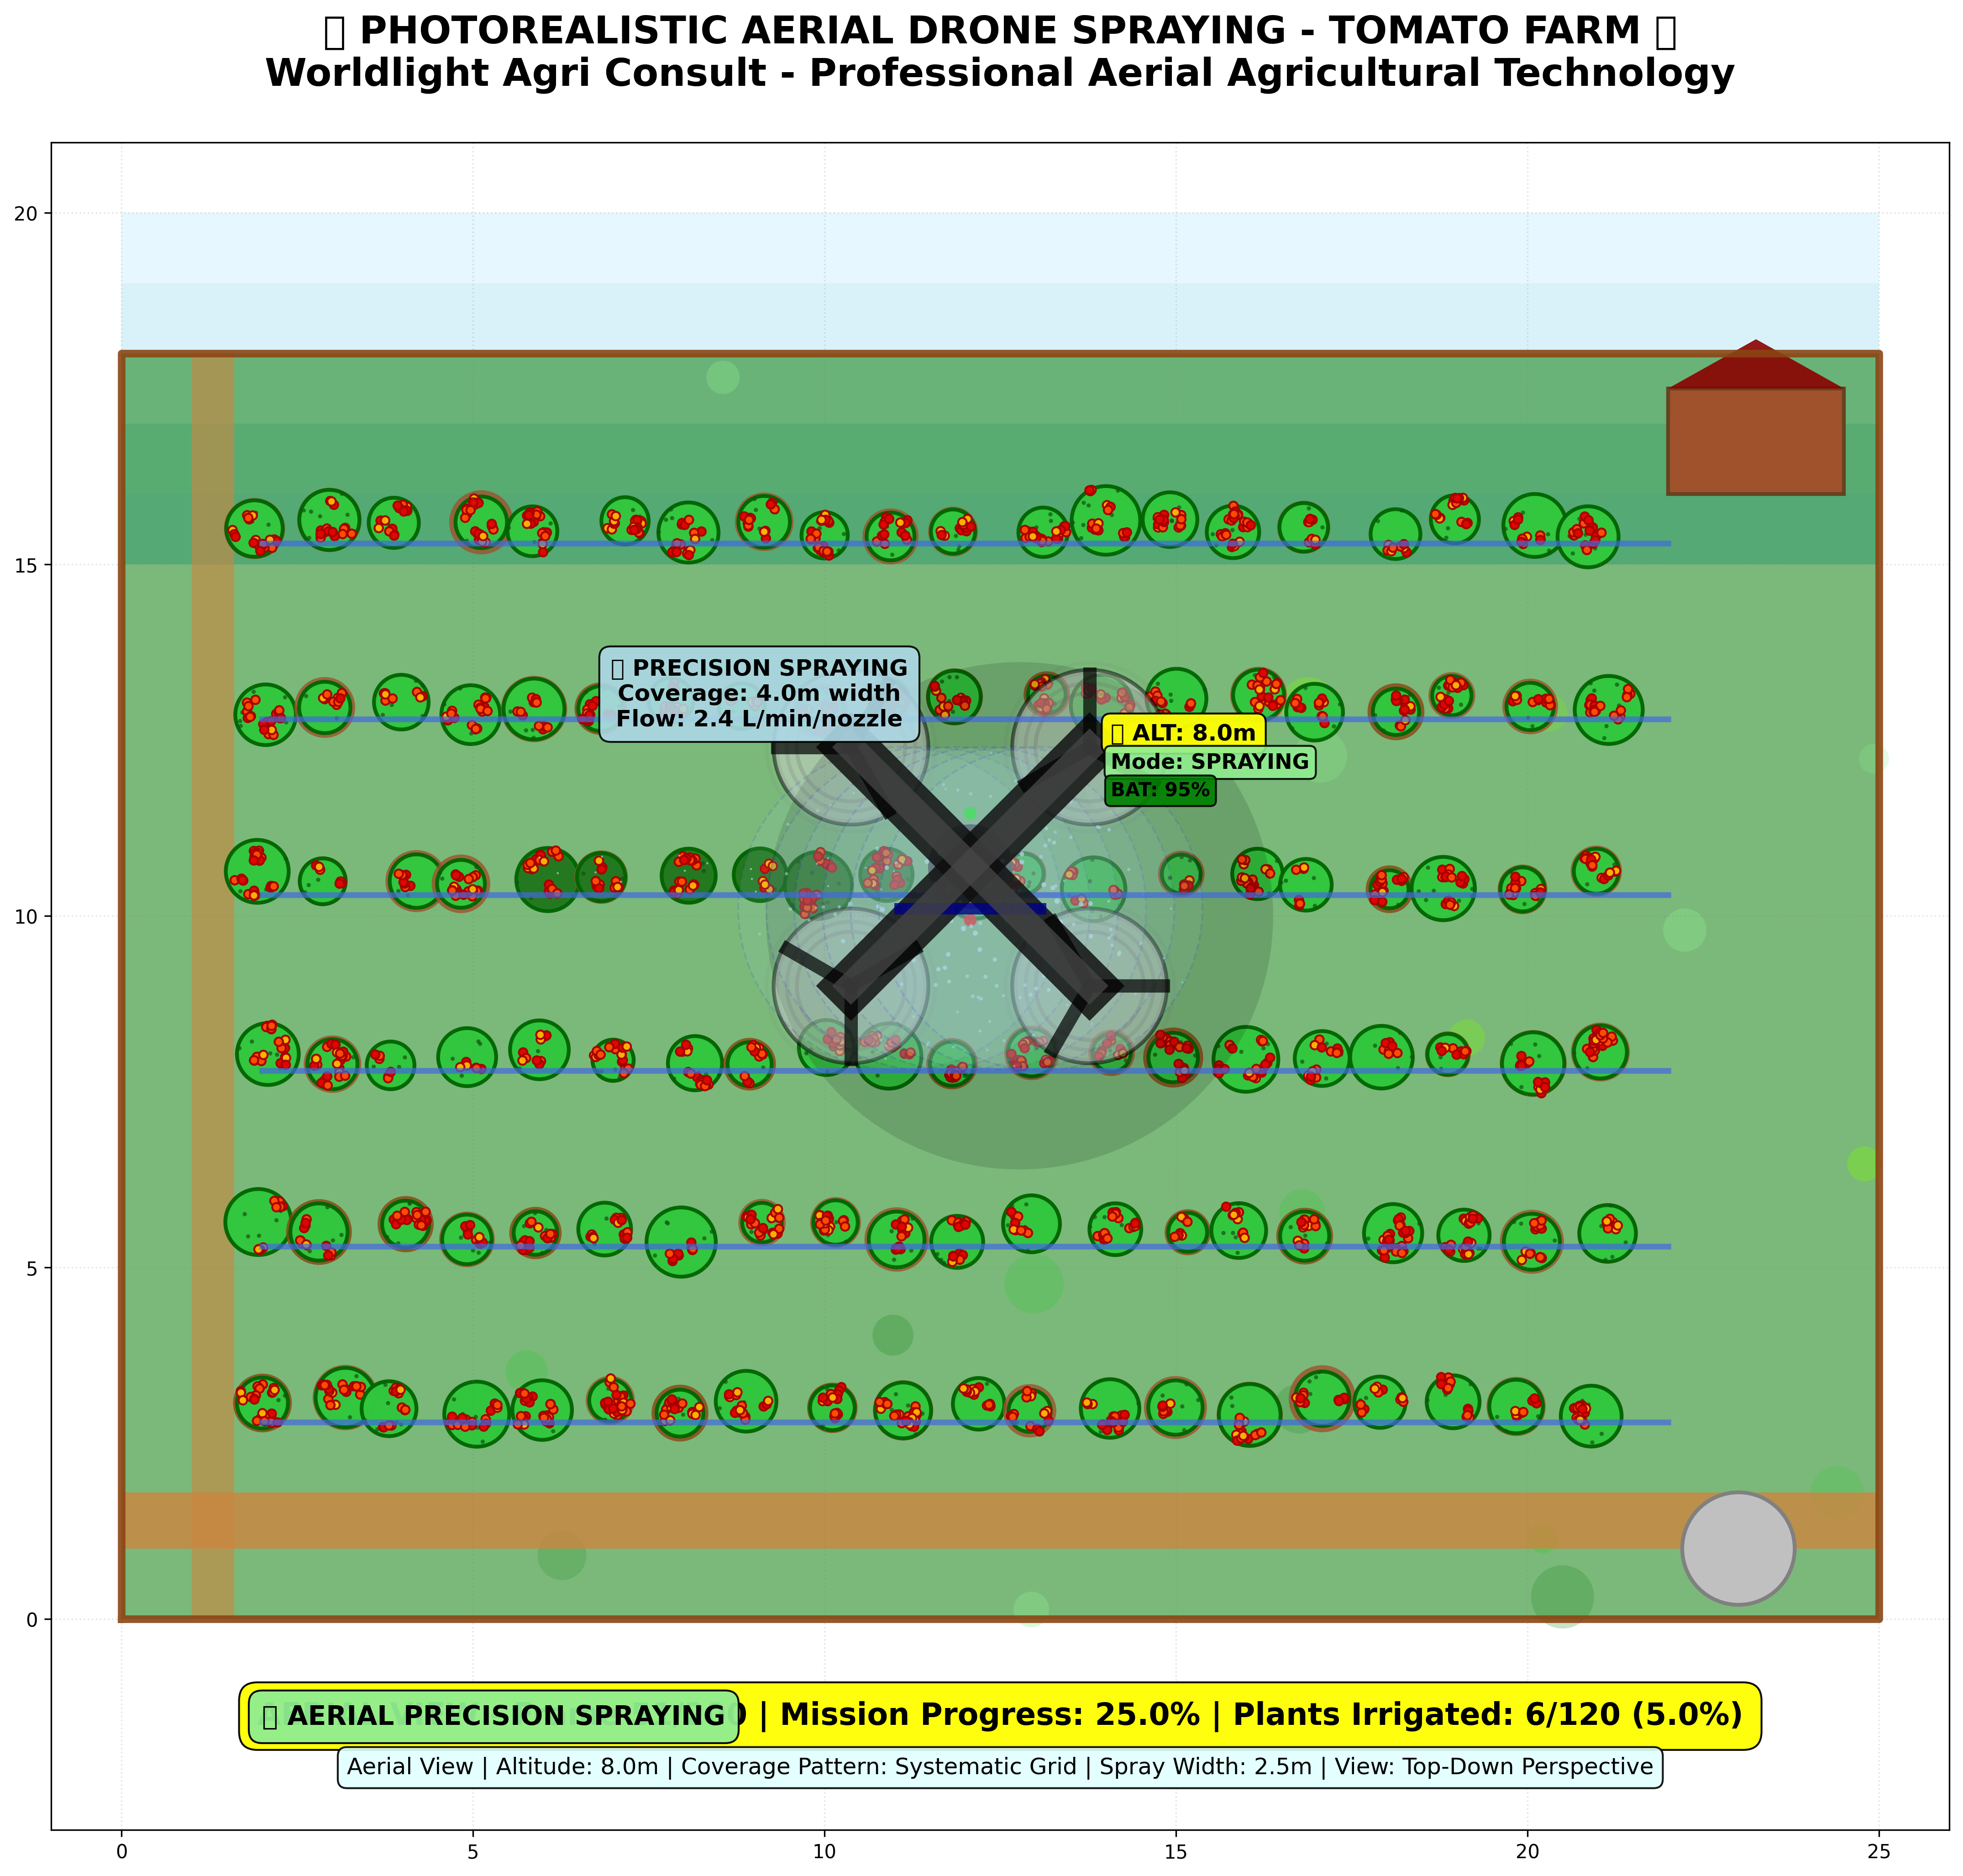 PHOTOREALISTIC AERIAL DRONE SPRAYING - TOMATO FARM
Worldlight Agri Consult - Professional Aerial Agricultural Technology
20
15
10
5
0
PRECISION SPRAYING
Coverage: 4.0m width
Flow: 2.4 L/min/nozzle
ALT: 8.0m
Mode: SPRAYING
BAT: 95%
0
5
10
15
20
25
AERIAL PRECISION SPRAYING
| Mission Progress: 25.0% | Plants Irrigated: 6/120 (5.0%)
Aerial View | Altitude: 8.0m | Coverage Pattern: Systematic Grid | Spray Width: 2.5m | View: Top-Down Perspective